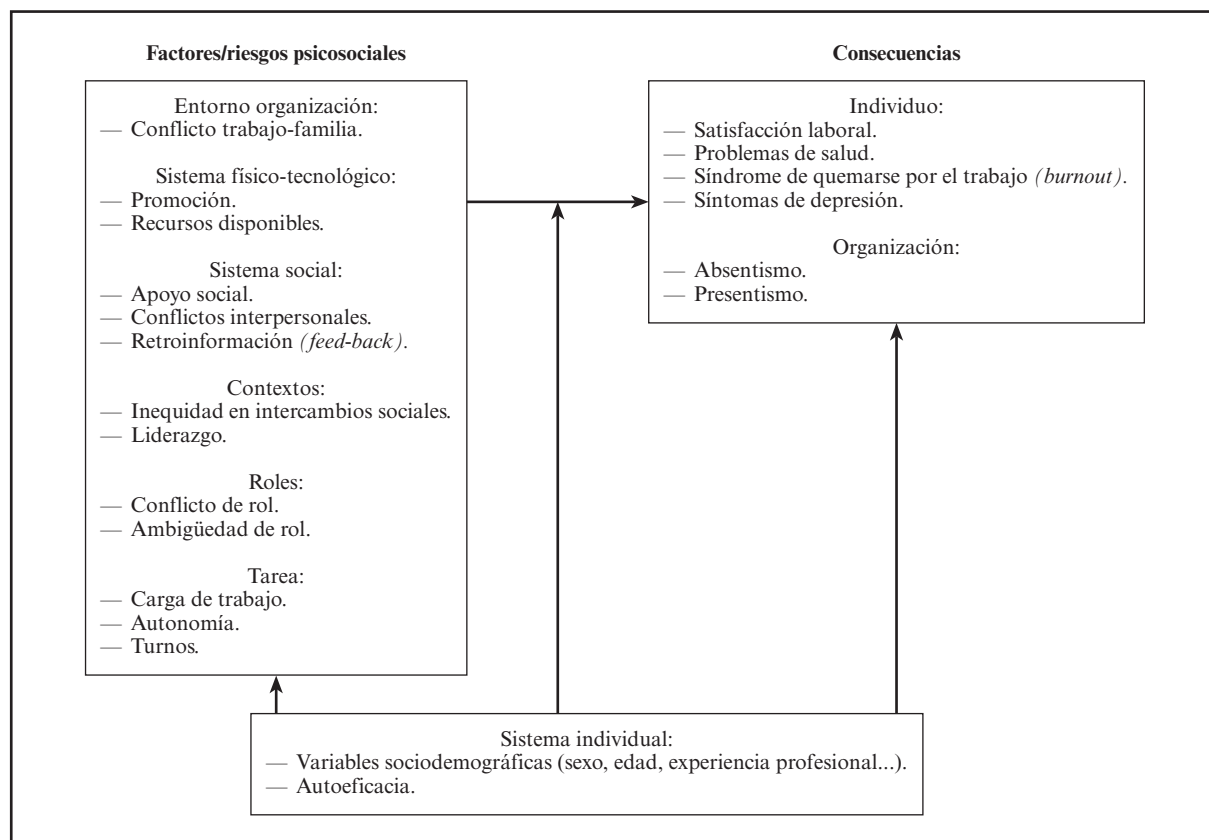 Factores/riesgos psicosociales
Entorno organización:
— Conflicto trabajo-familia.
Sistema físico-tecnológico:
— Promoción.
— Recursos disponibles.
Sistema social:
— Apoyo social.
— Conflictos interpersonales.
— Retroinformación (feed-back).
Contextos:
— Inequidad en intercambios sociales.
— Liderazgo.
Roles:
— Conflicto de rol.
— Ambigüedad de rol.
Tarea:
— Carga de trabajo.
— Autonomía.
— Turnos.
Consecuencias
Individuo:
— Satisfacción laboral.
— Problemas de salud.
— Síndrome de quemarse por el trabajo (burnout).
— Síntomas de depresión.
Organización:
— Absentismo.
— Presentismo.
Sistema individual:
— Variables sociodemográficas (sexo, edad, experiencia profesional...).
— Autoeficacia.